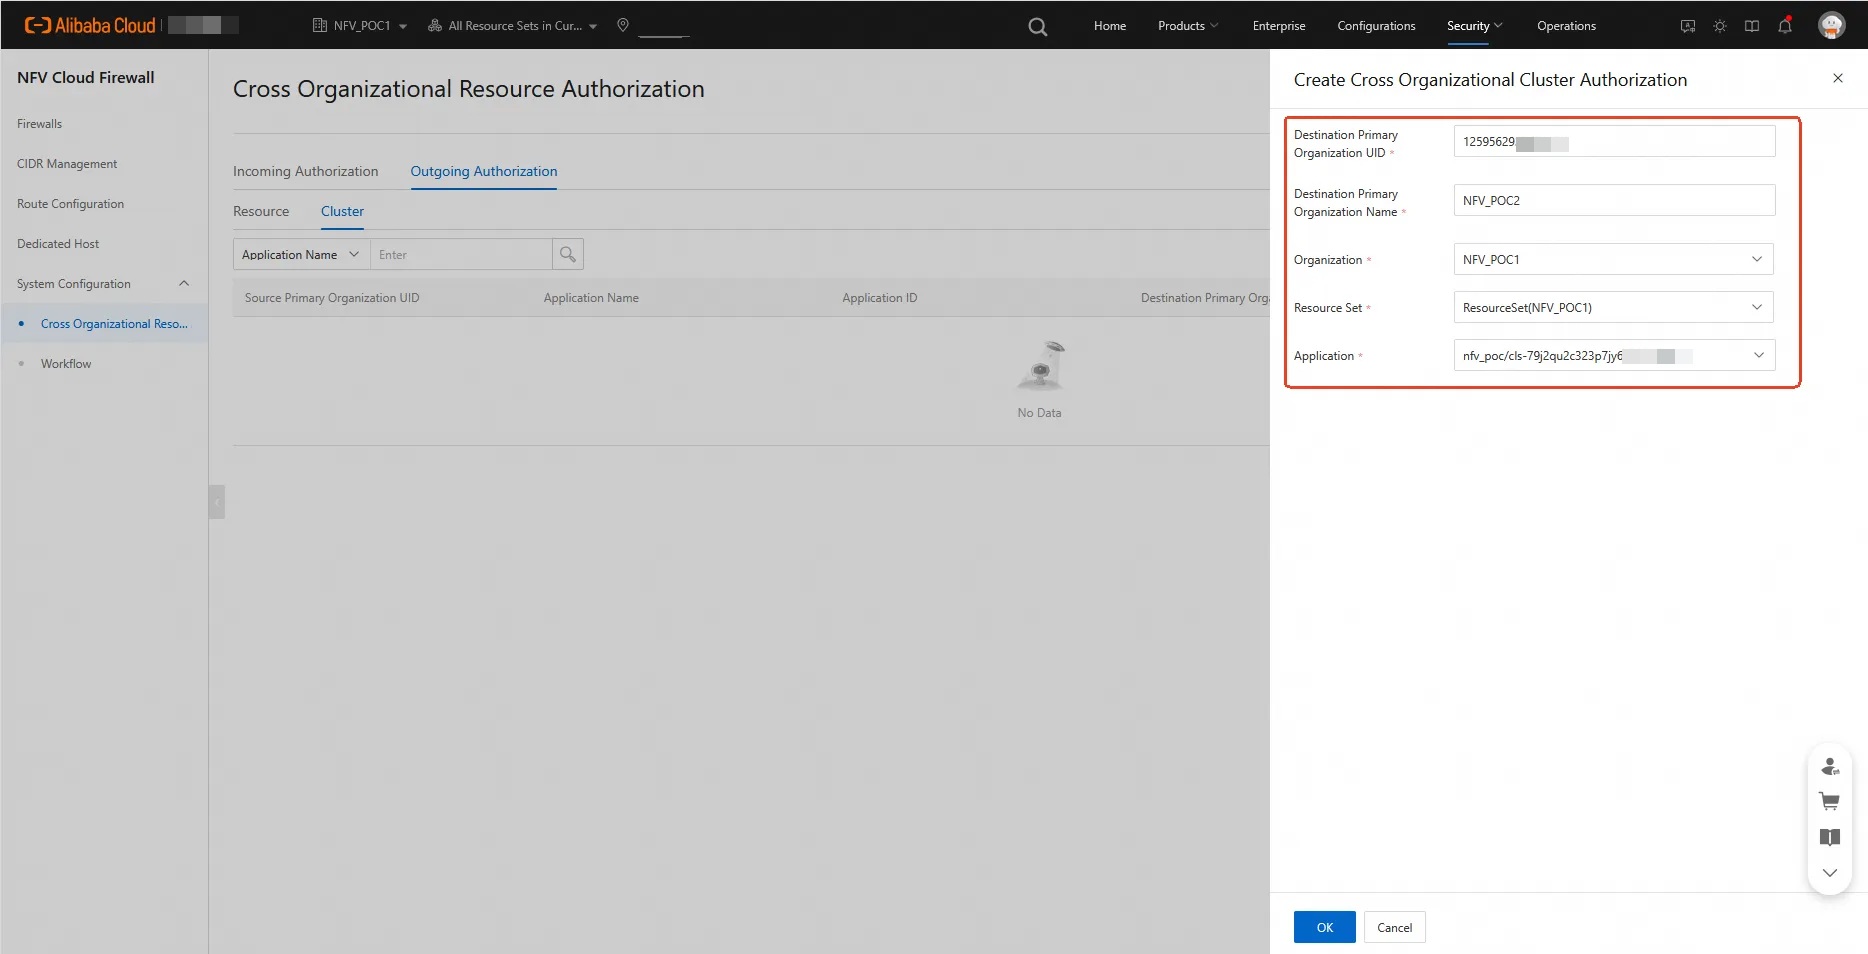 Alibaba Cloud
NFV_POC1
All Resource Sets in Cur...
Home
Products
Enterprise
Configurations
Security
Operations
NFV Cloud Firewall
Firewalls
CIDR Management
Route Configuration
Dedicated Host
System Configuration
Cross Organizational Reso...
Workflow
Cross Organizational Resource Authorization
Incoming Authorization
Outgoing Authorization
Resource
Cluster
Application Name
Enter
Source Primary Organization UID
Application Name
Application ID
Destination Primary Orga
No Data
Create Cross Organizational Cluster Authorization
Destination Primary
Organization UID *
12595629
Destination Primary
Organization Name *
NFV_POC2
Organization *
NFV_POC1
Resource Set *
ResourceSet(NFV_POC1)
Application *
nfv_poc/cls-79j2qu2c323p7jy6
OK
Cancel